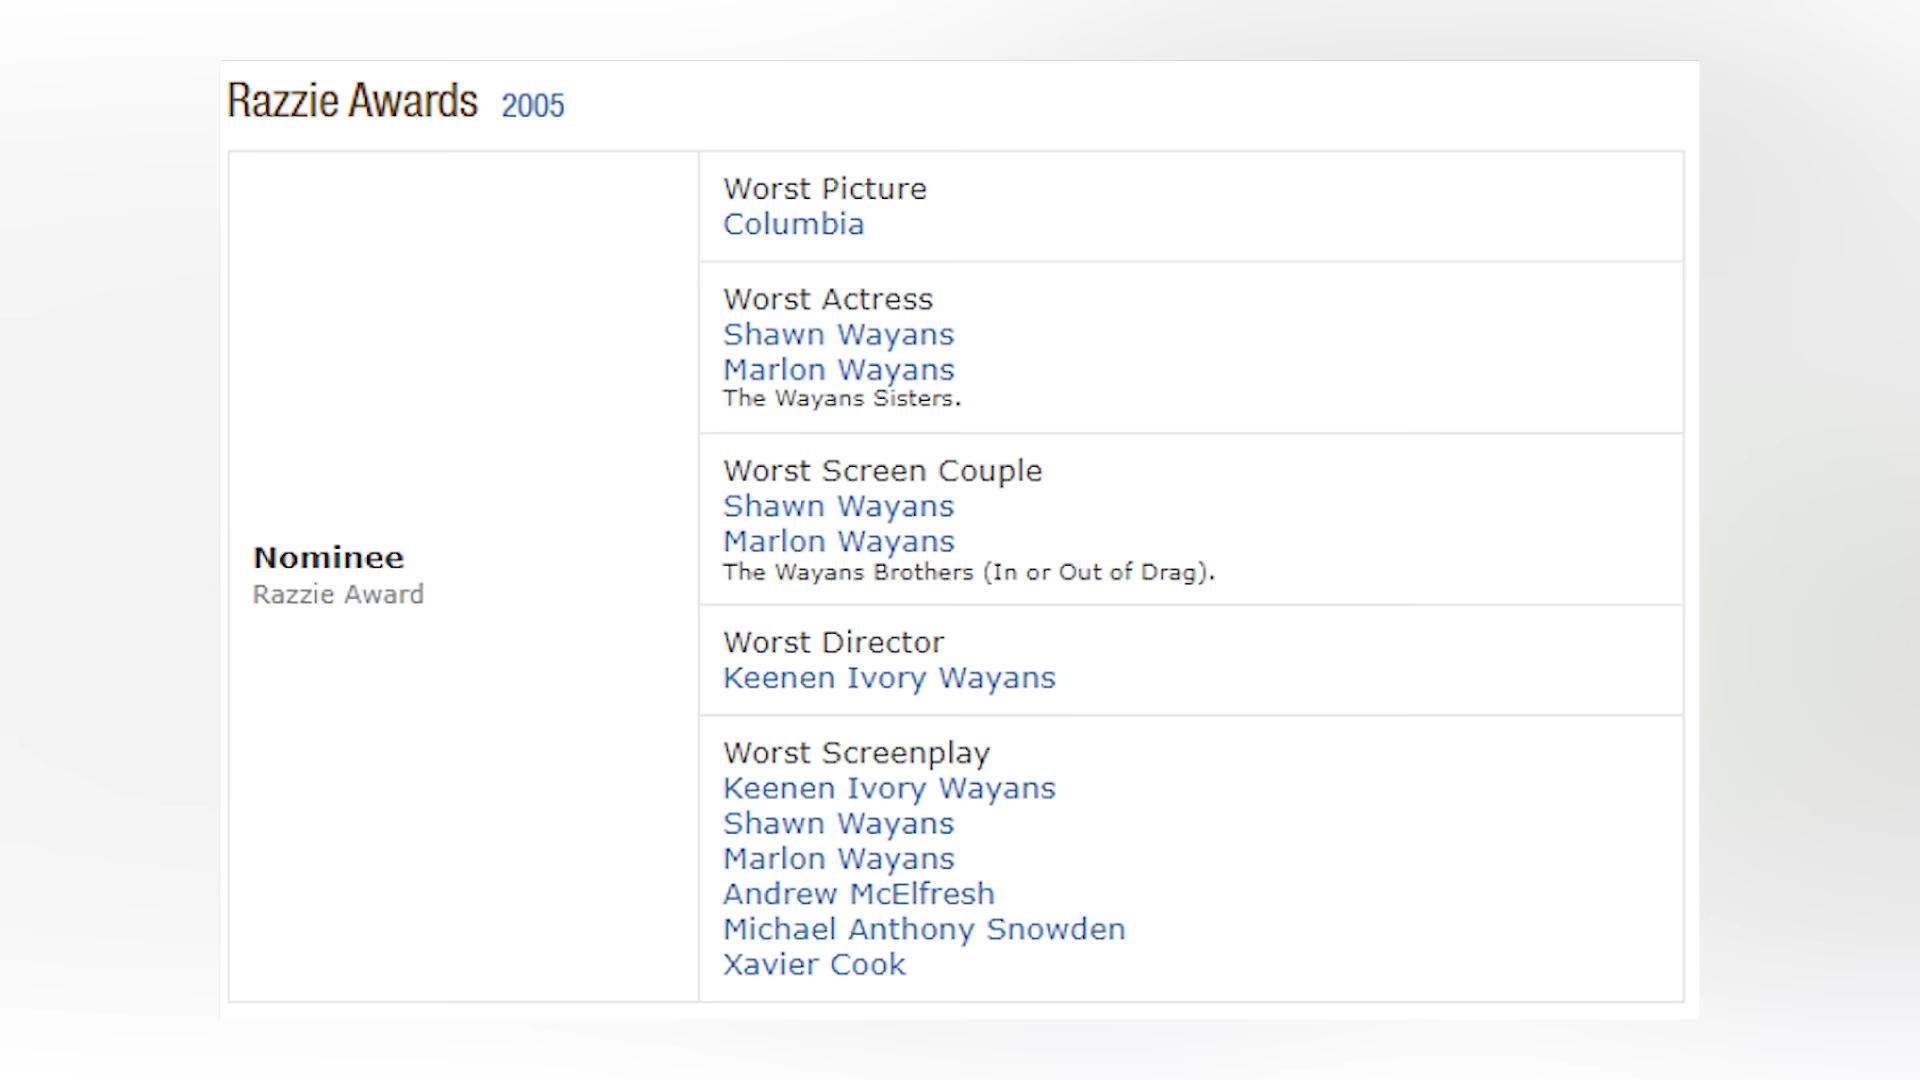 Razzie Awards 2005
Nominee
Razzie Award
Worst Picture
Columbia
Worst Actress
Shawn Wayans
Marlon Wayans
The Wayans Sisters.
Worst Screen Couple
Shawn Wayans
Marlon Wayans
The Wayans Brothers (In or Out of Drag).
Worst Director
Keenen Ivory Wayans
Worst Screenplay
Keenen Ivory Wayans
Shawn Wayans
Marlon Wayans
Andrew McElfresh
Michael Anthony Snowden
Xavier Cook